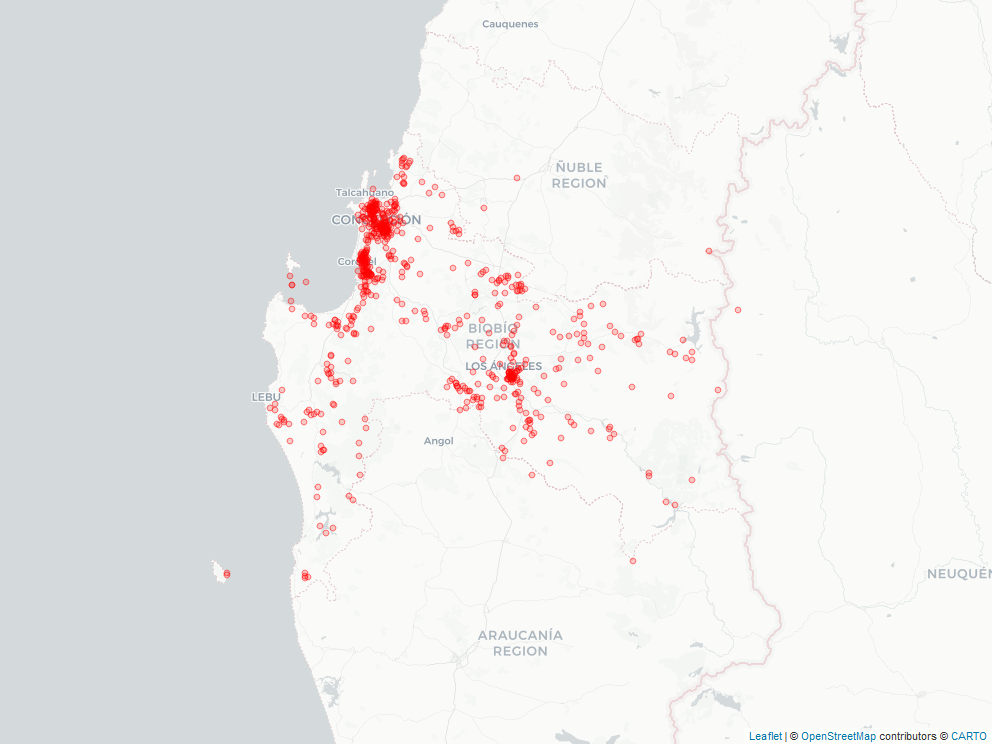 Cauquenes
ÑUBLE
REGION
Talcahuano
CONCEPCIÓN
Coronel
BIOBÍO
REGION
LOS ÁNGELES
LEBU
Angol
NEUQUÉN
ARAUCANÍA
REGION
Leaflet | © OpenStreetMap contributors © CARTO